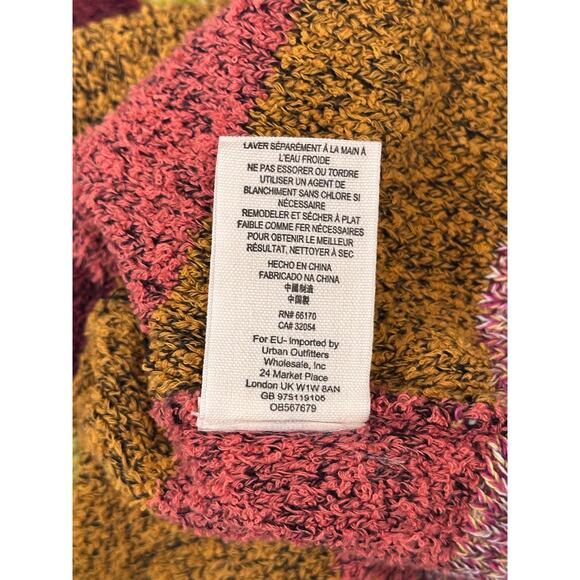 LAVER SÉPARÉMENT À LA MAIN À
L'EAU FROIDE
NE PAS ESSORER OU TORDRE
UTILISER UN AGENT DE
BLANCHIMENT SANS CHLORE SI
NÉCESSAIRE
REMODELER ET SÉCHER À PLAT
FAIBLE COMME FER NÉCESSAIRES
POUR OBTENIR LE MEILLEUR
RÉSULTAT, NETTOYER À SEC
HECHO EN CHINA
FABRICADO NA CHINA
中國制造
中国製
RN# 66170
CA# 32054
For EU- Imported by
Urban Outfitters
Wholesale, Inc
24 Market Place
London UK W1W 8AN
GB 975119106
OB567679